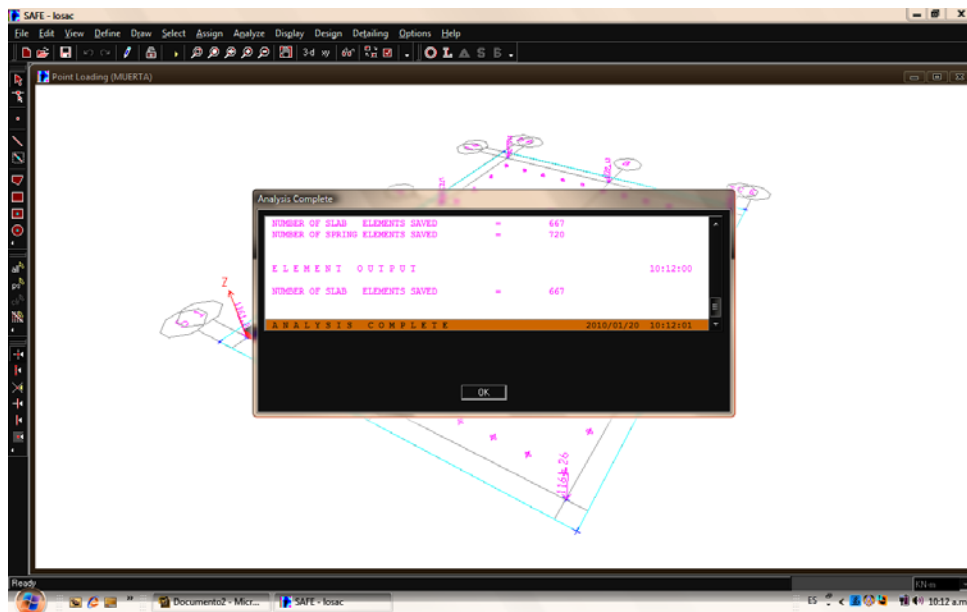 SAFE - losac
File Edit View Define Draw Select Assign Analyze Display Design Detailing Options Help
3-d xy
Point Loading (MUERTA)
Analysis Complete
NUMBER OF SLAB ELEMENTS SAVED = 667
NUMBER OF SPRING ELEMENTS SAVED = 720
E L E M E N T O U T P U T 10:12:00
NUMBER OF SLAB ELEMENTS SAVED = 667
A N A L Y S I S C O M P L E T E 2010/01/20 10:12:01
OK
Z
Ready
KN-m
Documento2 - Micr...
SAFE - losac
ES
10:12 a.m.